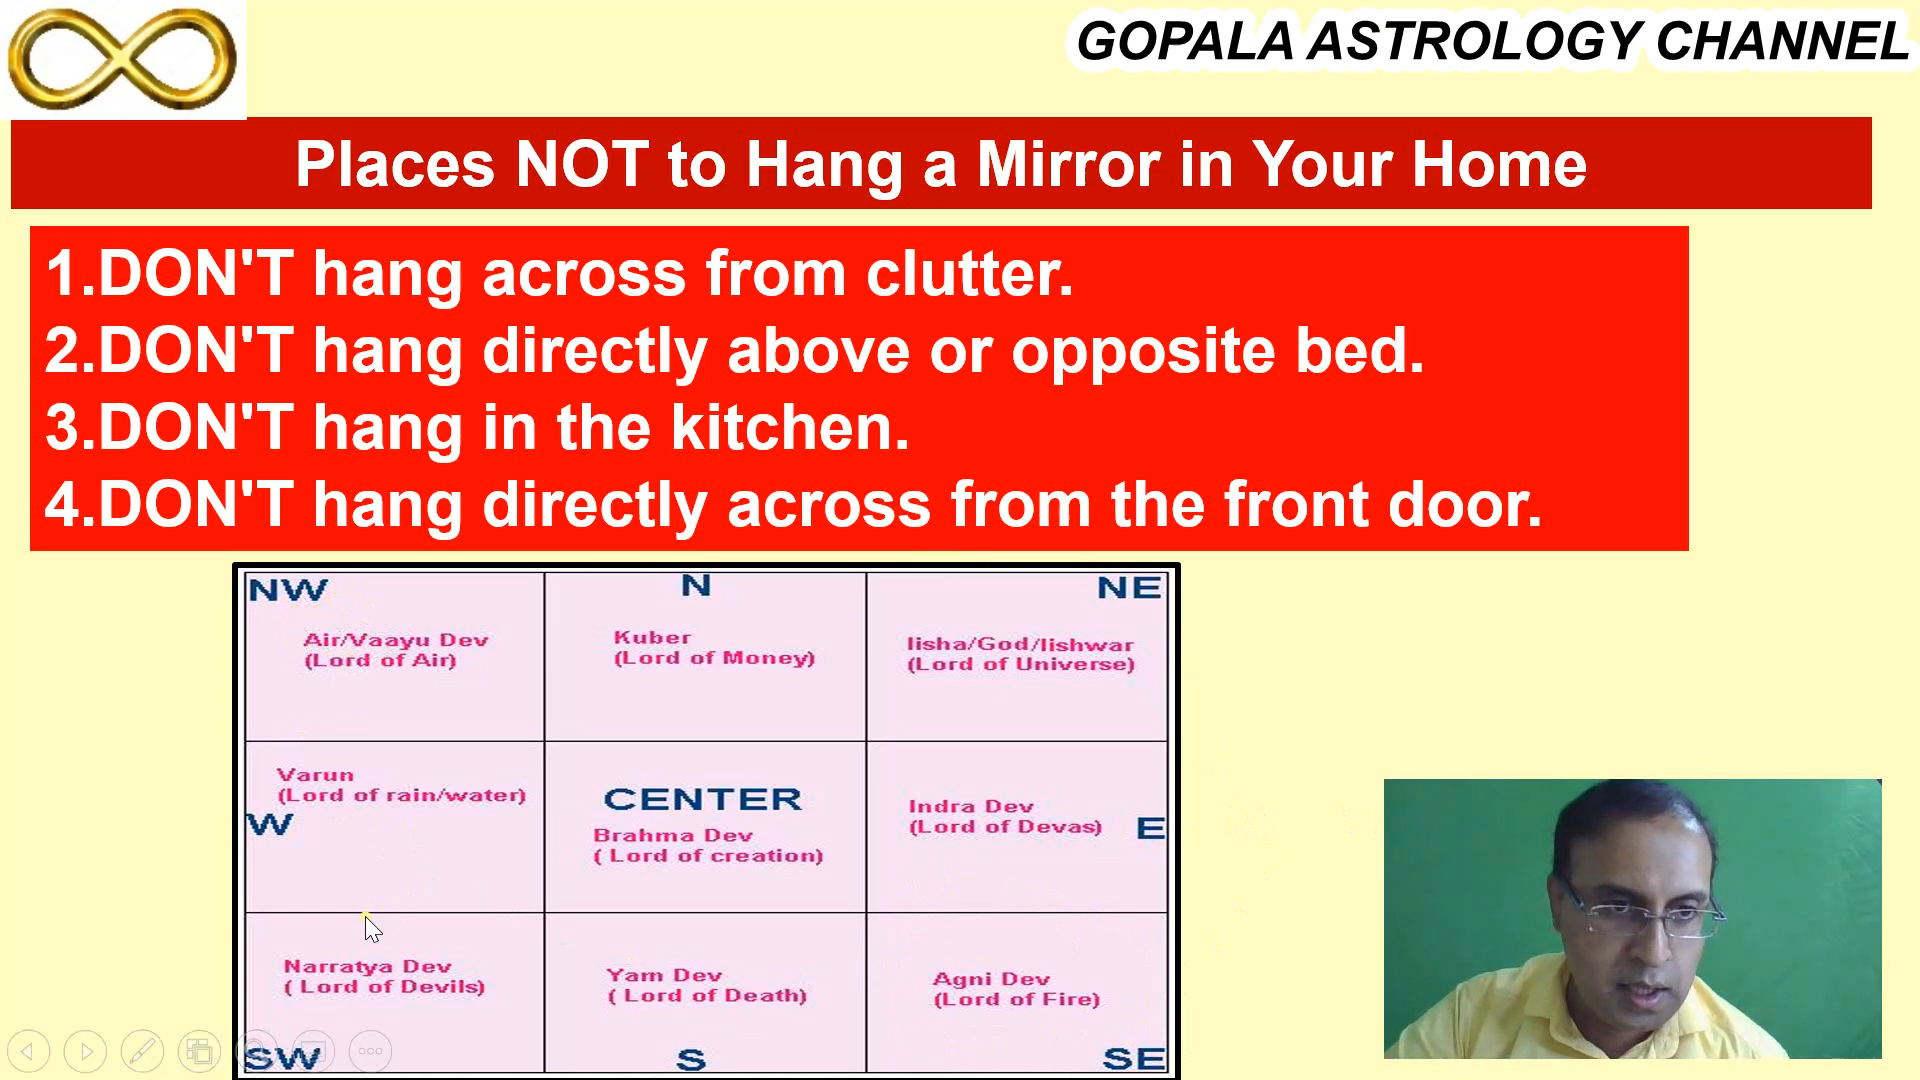 GOPALA ASTROLOGY CHANNEL
Places NOT to Hang a Mirror in Your Home
1.DON'T hang across from clutter.
2.DON'T hang directly above or opposite bed.
3.DON'T hang in the kitchen.
4.DON'T hang directly across from the front door.
NW
Air/Vaayu Dev
(Lord of Air)
N
Kuber
(Lord of Money)
NE
Iisha/God/Iishwar
(Lord of Universe)
Varun
(Lord of rain/water)
W
CENTER
Brahma Dev
( Lord of creation)
Indra Dev
(Lord of Devas)
E
Narratya Dev
( Lord of Devils)
SW
Yam Dev
( Lord of Death)
S
Agni Dev
(Lord of Fire)
SE